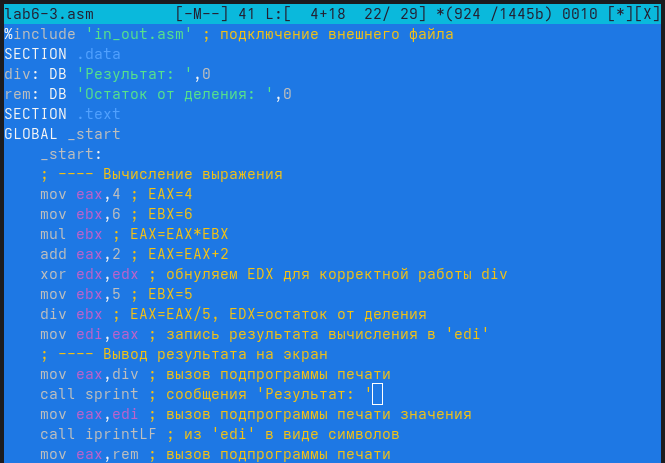 lab6-3.asm [-M--] 41 L:[ 4+18 22/ 29] *(924 /1445b) 0010 [*][X]
%include 'in_out.asm' ; подключение внешнего файла
SECTION .data
div: DB 'Результат: ',0
rem: DB 'Остаток от деления: ',0
SECTION .text
GLOBAL _start
_start:
; ---- Вычисление выражения
mov eax,4 ; EAX=4
mov ebx,6 ; EBX=6
mul ebx ; EAX=EAX*EBX
add eax,2 ; EAX=EAX+2
xor edx,edx ; обнуляем EDX для корректной работы div
mov ebx,5 ; EBX=5
div ebx ; EAX=EAX/5, EDX=остаток от деления
mov edi,eax ; запись результата вычисления в 'edi'
; ---- Вывод результата на экран
mov eax,div ; вызов подпрограммы печати
call sprint ; сообщения 'Результат: '
mov eax,edi ; вызов подпрограммы печати значения
call iprintLF ; из 'edi' в виде символов
mov eax,rem ; вызов подпрограммы печати